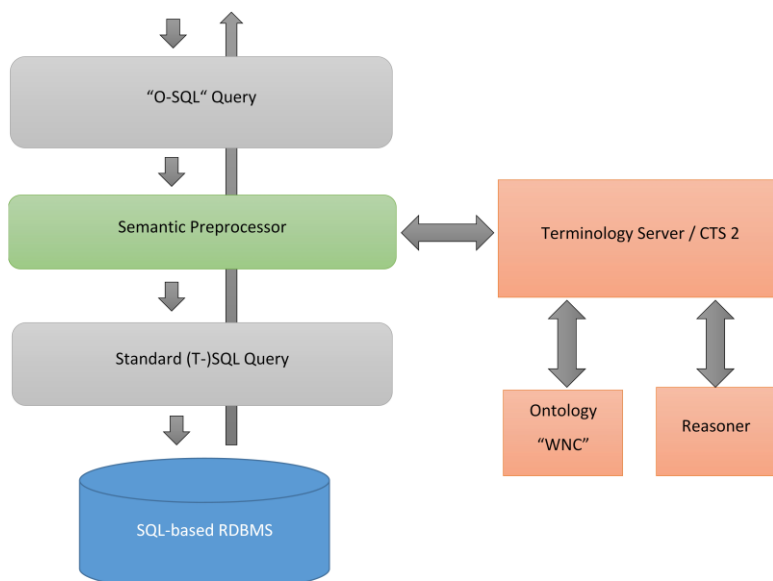 “O-SQL“ Query
Semantic Preprocessor
Terminology Server / CTS 2
Standard (T-)SQL Query
Ontology
“WNC”
Reasoner
SQL-based RDBMS